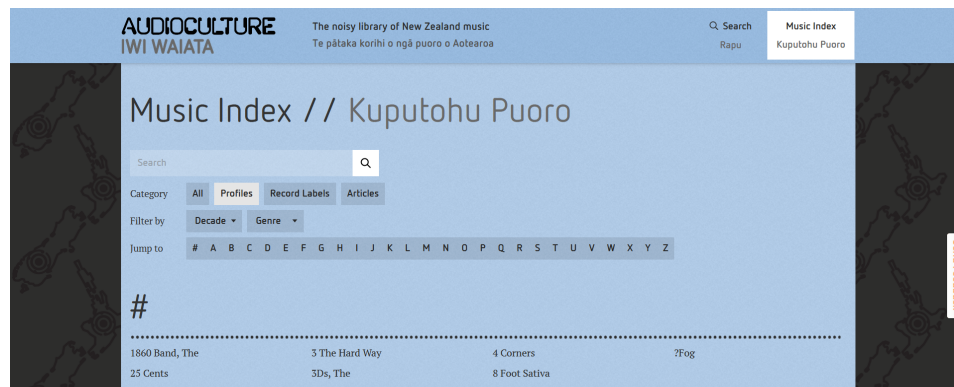 AUDIOCULTURE
IWI WAIATA
The noisy library of New Zealand music
Te pātaka korihi o ngā puoro o Aotearoa
Search
Rapu
Music Index
Kuputohu Puoro
Music Index // Kuputohu Puoro
Search
Category All Profiles Record Labels Articles
Filter by Decade Genre
Jump to # A B C D E F G H I J K L M N O P Q R S T U V W X Y Z
#
1860 Band, The 3 The Hard Way 4 Corners ?Fog
25 Cents 3Ds, The 8 Foot Sativa